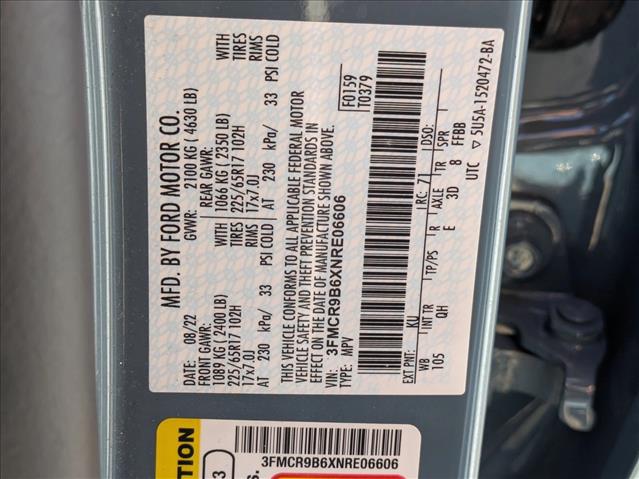 MFD. BY FORD MOTOR CO.
DATE: 08/22 GVWR: 2100 KG ( 4630 LB)
FRONT GAWR: REAR GAWR:
1089 KG ( 2400 LB) 1066 KG ( 2350 LB) WITH
225/65R17 102H TIRES 225/65R17 102H TIRES
17x7.0J RIMS 17x7.0J RIMS
AT 230 kPa/ 33 PSI COLD AT 230 kPa/ 33 PSI COLD
THIS VEHICLE CONFORMS TO ALL APPLICABLE FEDERAL MOTOR
VEHICLE SAFETY AND THEFT PREVENTION STANDARDS IN
EFFECT ON THE DATE OF MANUFACTURE SHOWN ABOVE.
VIN: 3FMCR9B6XNRE06606 F0159
TYPE: MPV T0379
EXT PNT: KU RC: 71 DSO:
WB INT TR TP/PS R AXLE TR SPR
105 QH E 3D 8 FFBB
UTC ▽ 5U5A-1520472-BA
3FMCR9B6XNRE06606